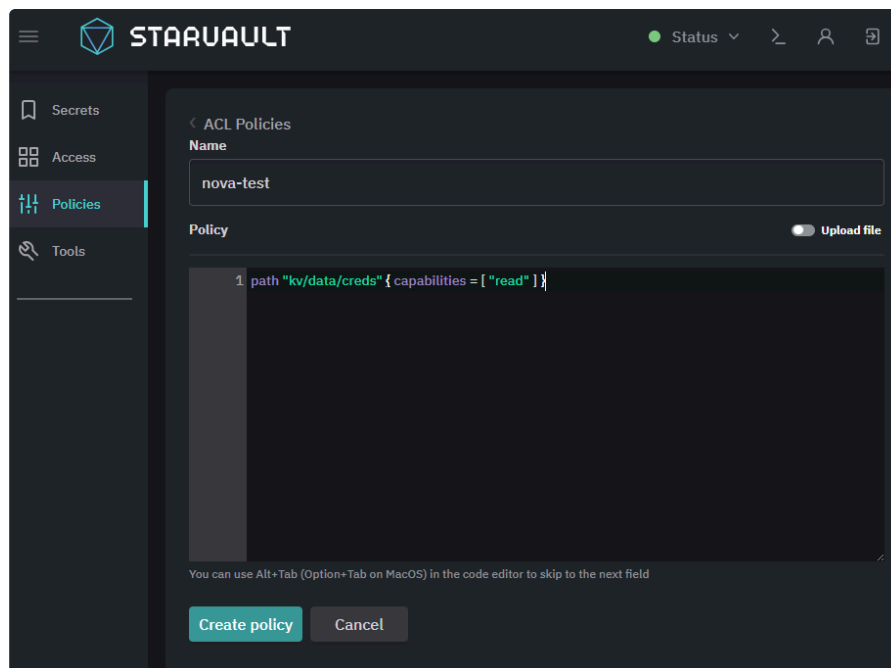 STARVAULT
Status
Secrets
Access
Policies
Tools
ACL Policies
Name
nova-test
Policy
Upload file
1 path "kv/data/creds" { capabilities = [ "read" ] }
You can use Alt+Tab (Option+Tab on MacOS) in the code editor to skip to the next field
Create policy
Cancel